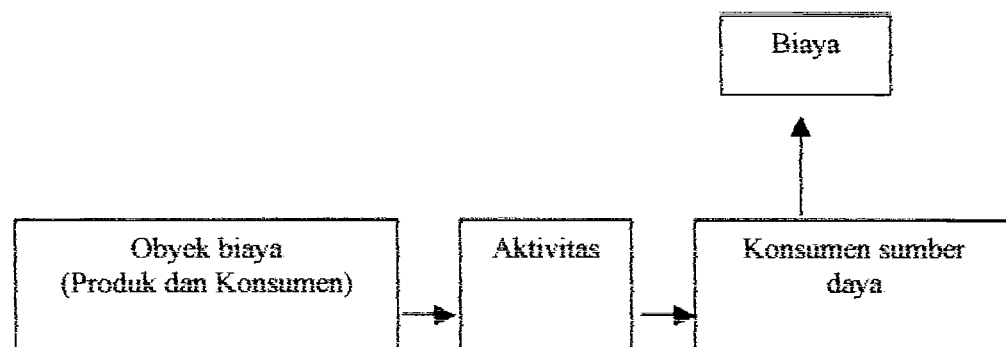 Biaya
Obyek biaya
(Produk dan Konsumen)
Aktivitas
Konsumen sumber
daya